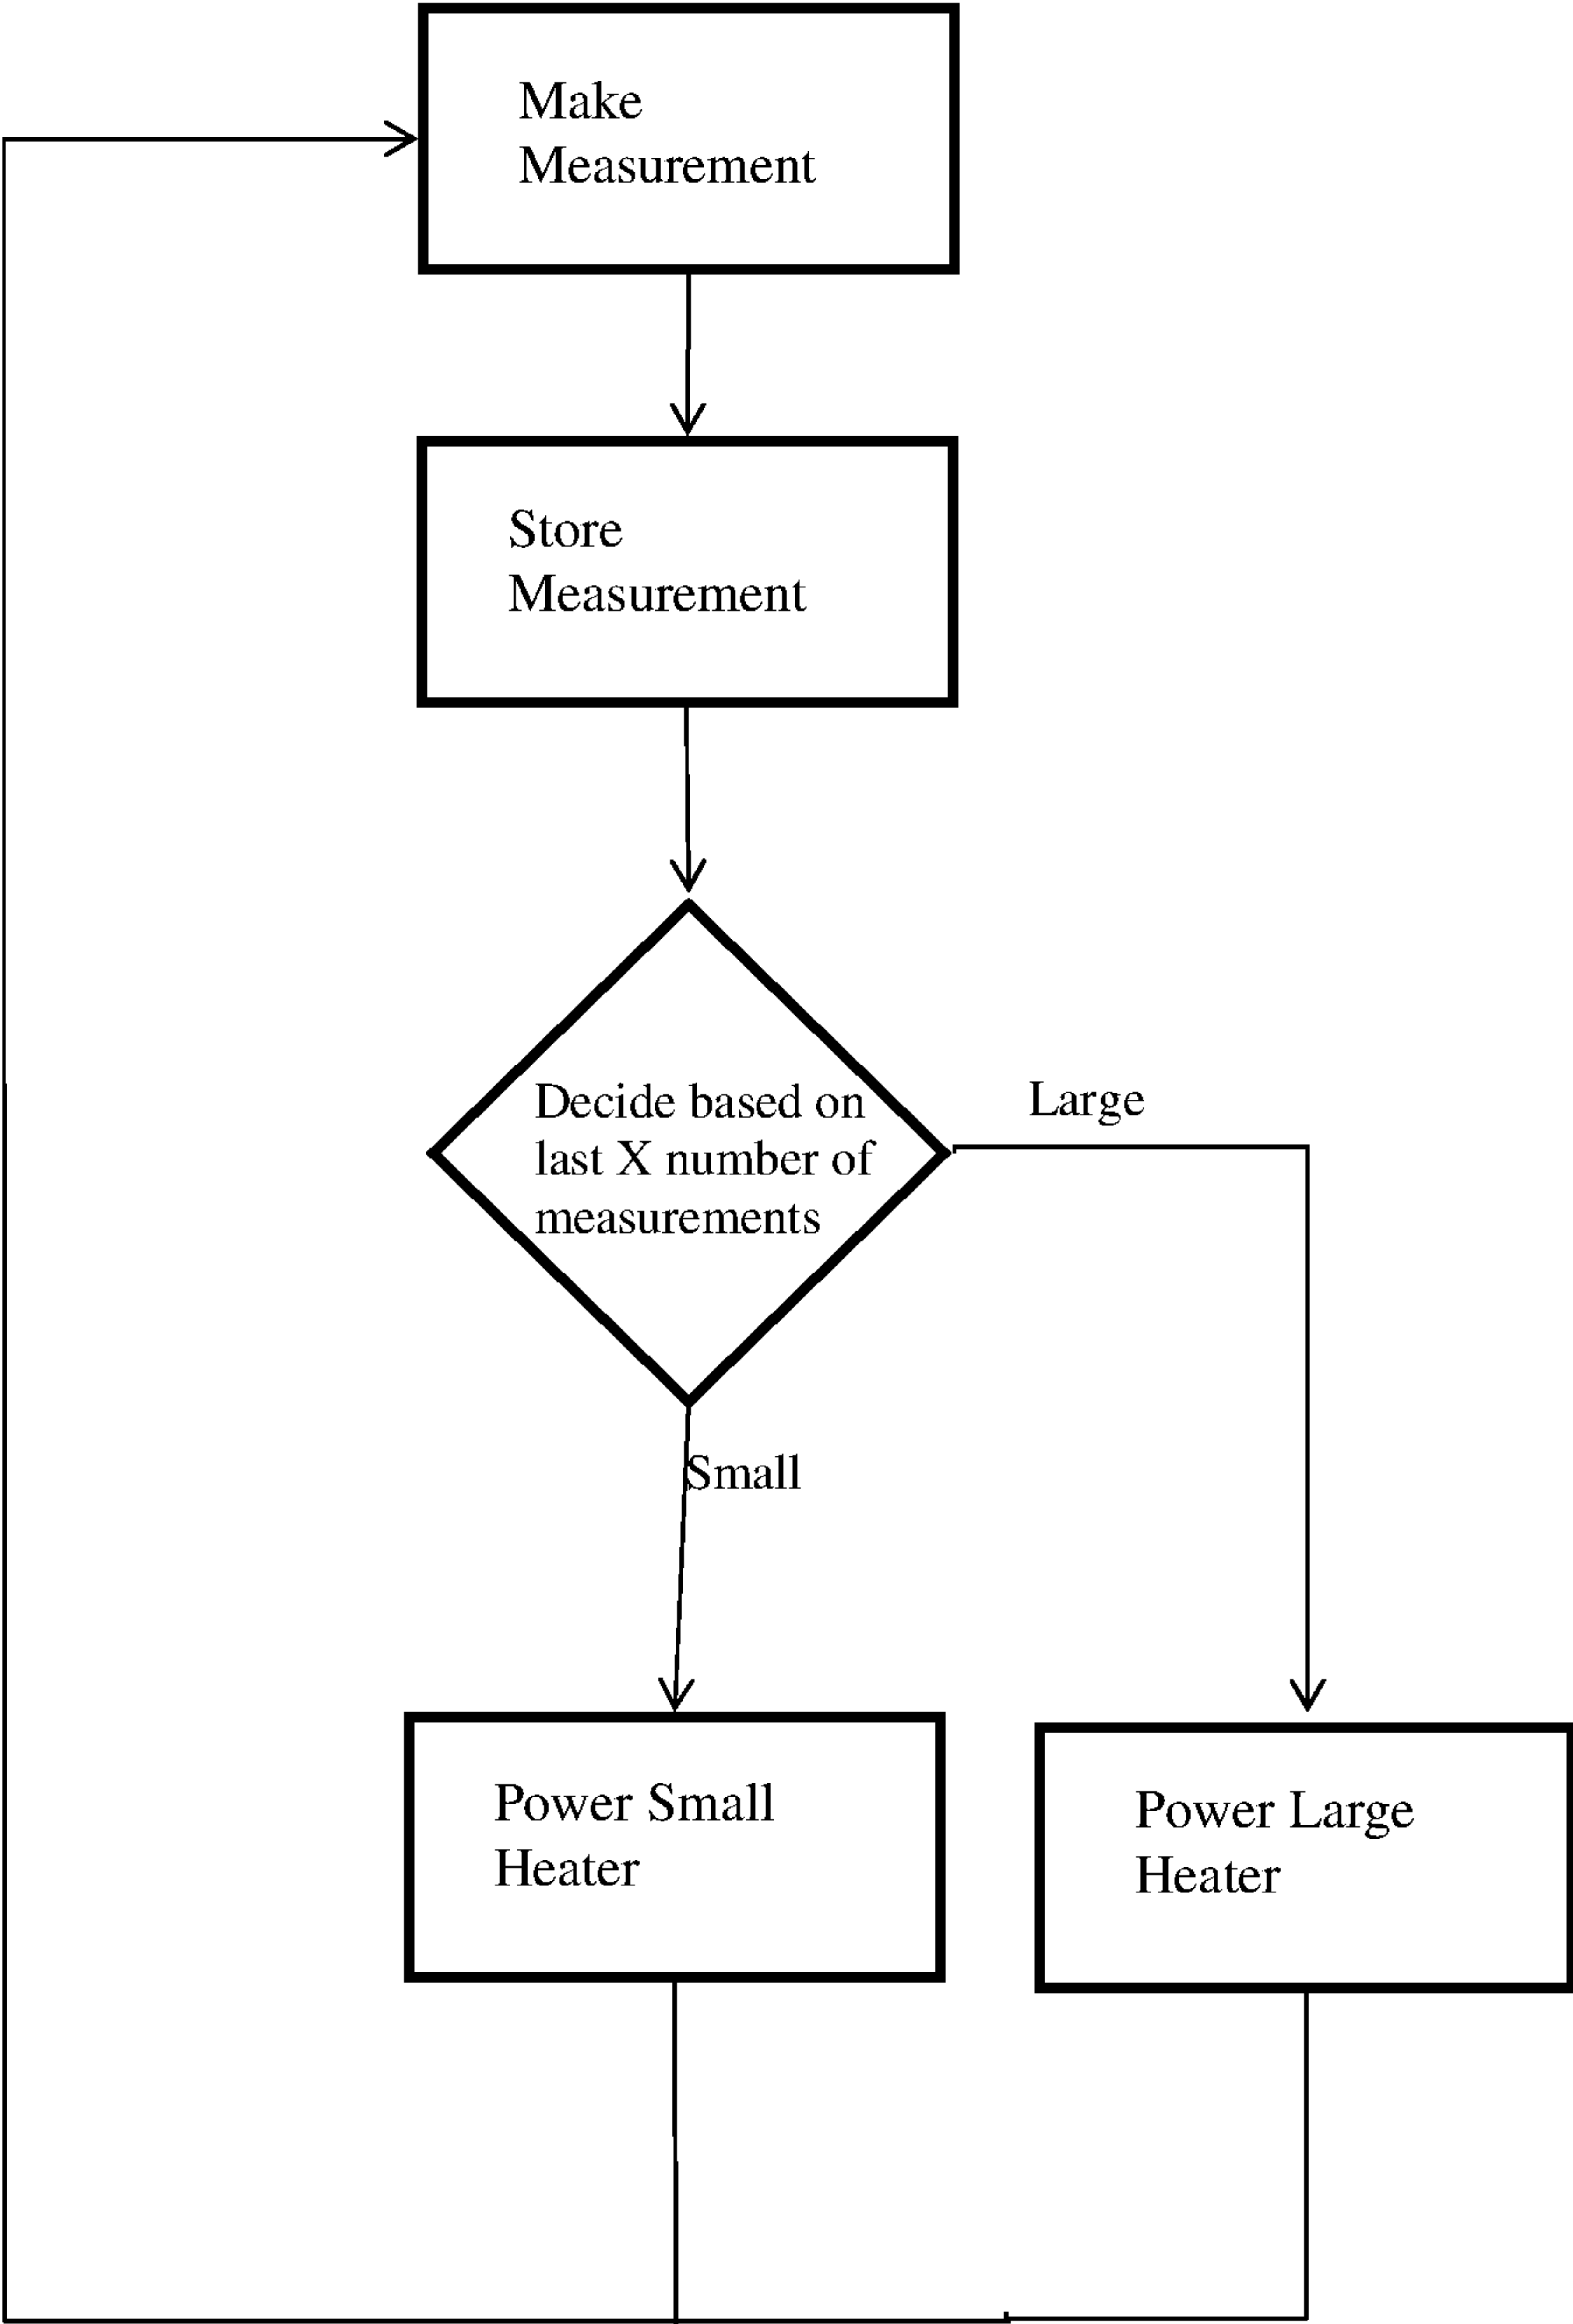 Make
Measurement
Store
Measurement
Decide based on
last X number of
measurements
Large
Small
Power Small
Heater
Power Large
Heater